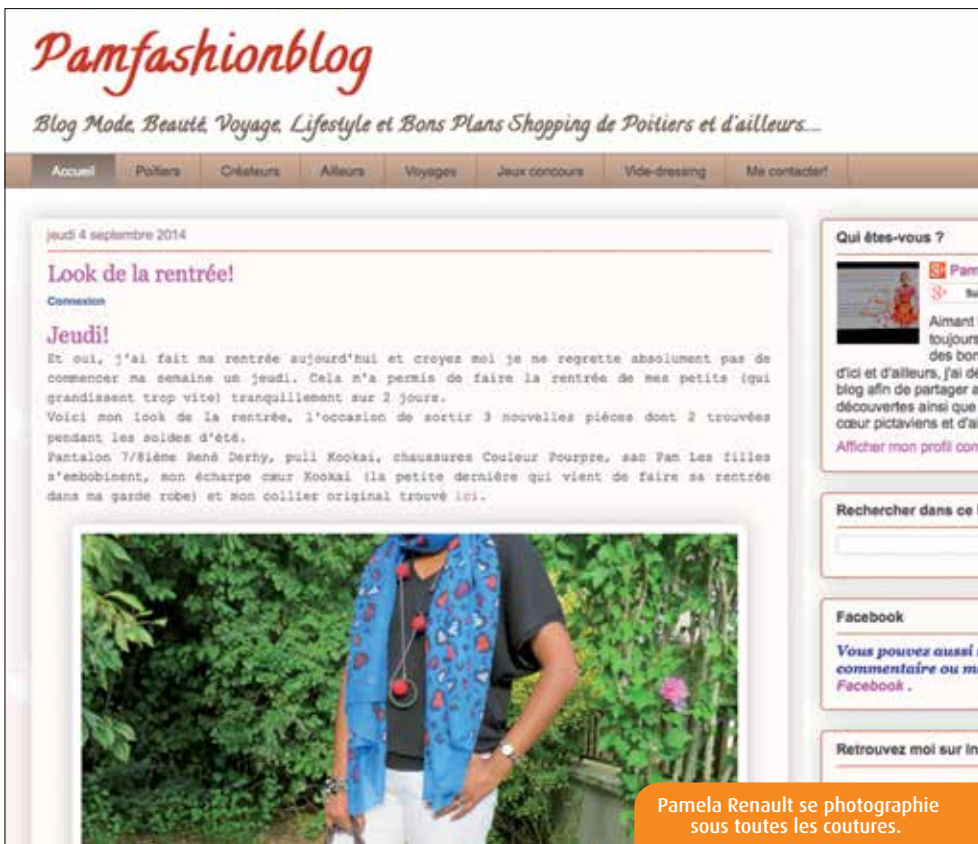 Pamfashionblog
Blog Mode, Beauté, Voyage, Lifestyle et Bons Plans Shopping de Poitiers et d'ailleurs....
Accueil Poitiers Créateurs Ailleurs Voyages Jeux concours Vide-dressing Me contacter!
jeudi 4 septembre 2014
Look de la rentrée!
Connexion
Jeudi!
Et oui, j'ai fait ma rentrée aujourd'hui et croyez moi je ne regrette absolument pas de
commencer ma semaine un jeudi. Cela m'a permis de faire la rentrée de mes petits (qui
grandissent trop vite) tranquillement sur 2 jours.
Voici mon look de la rentrée, l'occasion de sortir 3 nouvelles pièces dont 2 trouvées
pendant les soldes d'été.
Pantalon 7/8ième René Derhy, pull Kookai, chaussures Couleur Pourpre, sac Pam Les filles
s'embobinent, mon écharpe cœur Kookai (la petite dernière qui vient de faire sa rentrée
dans ma garde robe) et mon collier original trouvé ici.
Qui êtes-vous ?
Pam
Su
Aimant
toujours
des bon
d'ici et d'ailleurs, j'ai dé
blog afin de partager a
découvertes ainsi que
cœur pictaviens et d'ai
Afficher mon profil con
Rechercher dans ce
Facebook
Vous pouvez aussi
commentaire ou m
Facebook .
Retrouvez moi sur In
Pamela Renault se photographie
sous toutes les coutures.